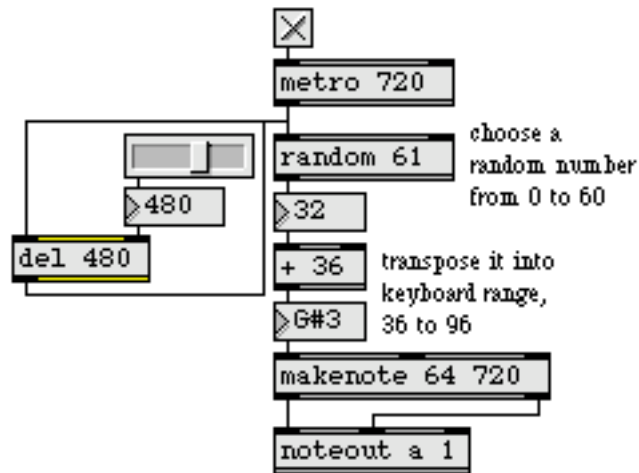 metro 720
random 61
choose a
random number
from 0 to 60
480
32
del 480
+ 36
transpose it into
keyboard range,
36 to 96
G#3
makenote 64 720
noteout a 1